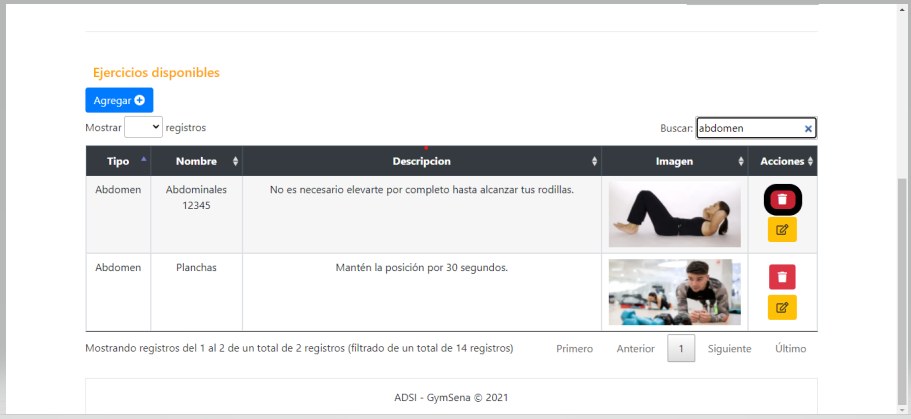 Ejercicios disponibles
Agregar
Mostrar registros Buscar: abdomen
Tipo Nombre Descripcion Imagen Acciones
Abdomen Abdominales 12345 No es necesario elevarte por completo hasta alcanzar tus rodillas.
Abdomen Planchas Mantén la posición por 30 segundos.
Mostrando registros del 1 al 2 de un total de 2 registros (filtrado de un total de 14 registros) Primero Anterior 1 Siguiente Último
ADSI - GymSena © 2021